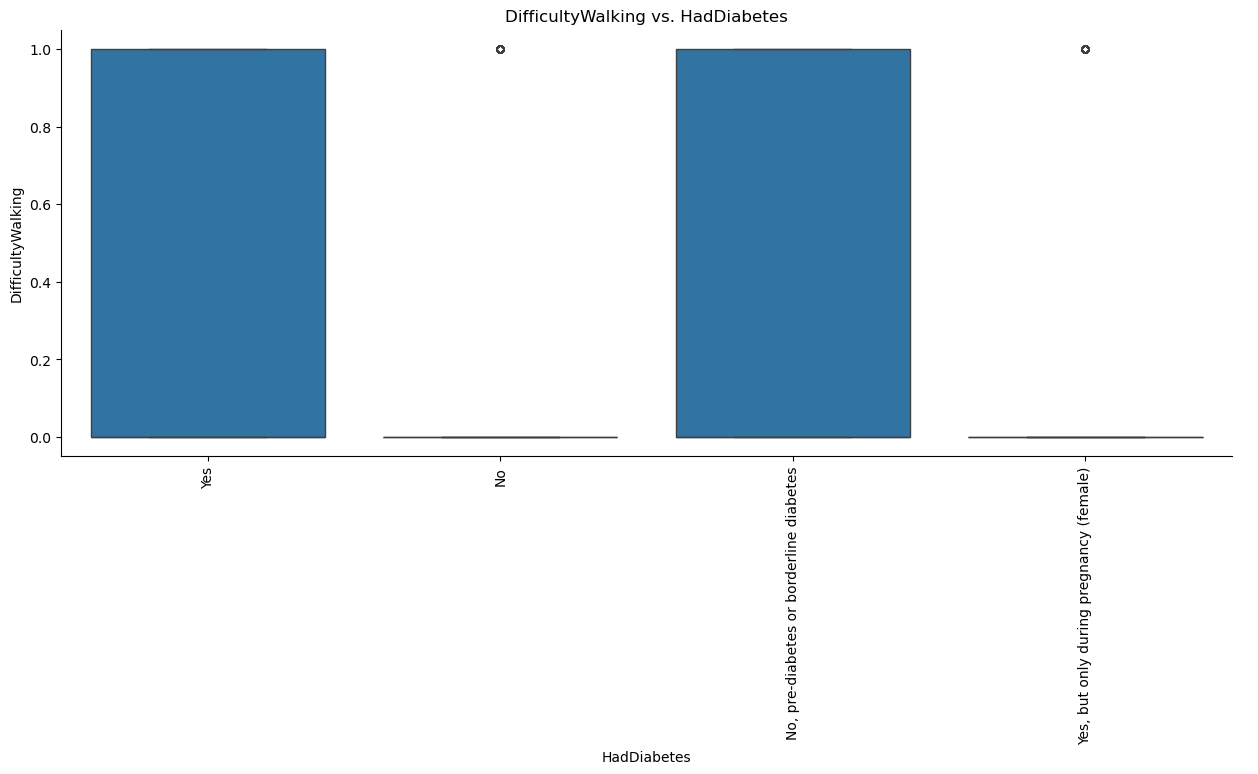 DifficultyWalking vs. HadDiabetes
DifficultyWalking
1.0
0.8
0.6
0.4
0.2
0.0
Yes
No
No, pre-diabetes or borderline diabetes
Yes, but only during pregnancy (female)
HadDiabetes